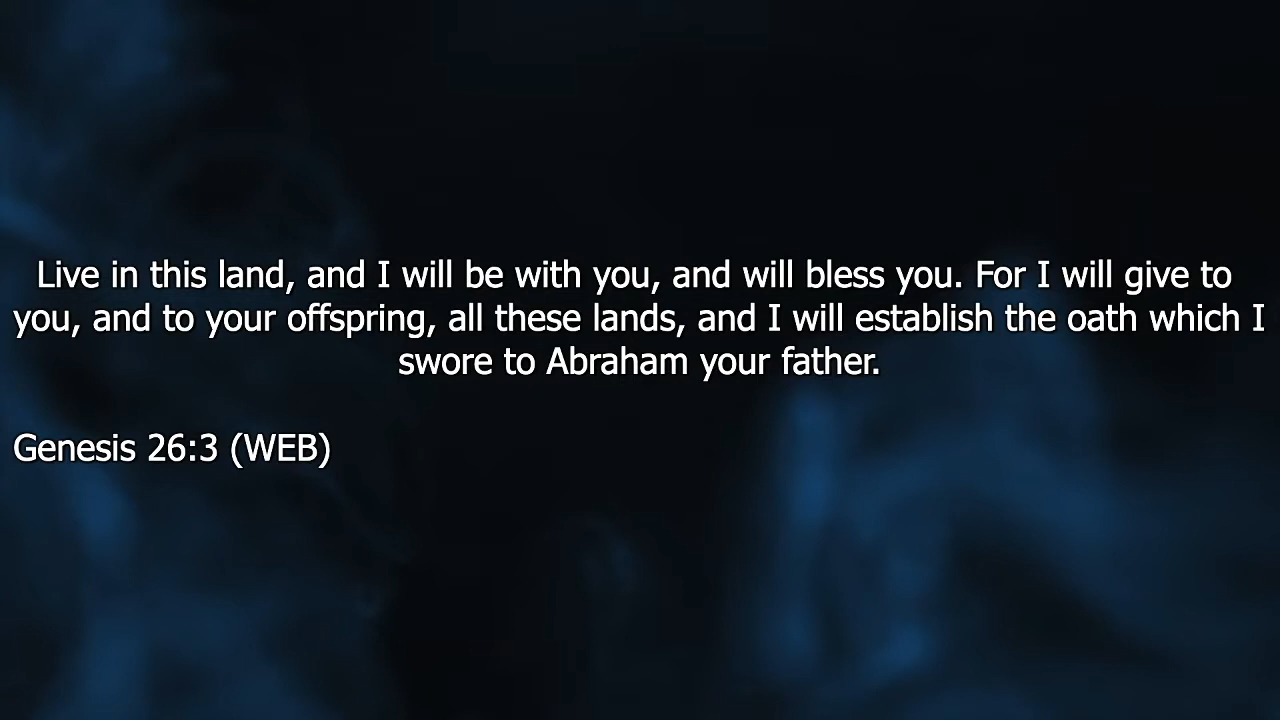 Live in this land, and I will be with you, and will bless you. For I will give to
you, and to your offspring, all these lands, and I will establish the oath which I
swore to Abraham your father.
Genesis 26:3 (WEB)